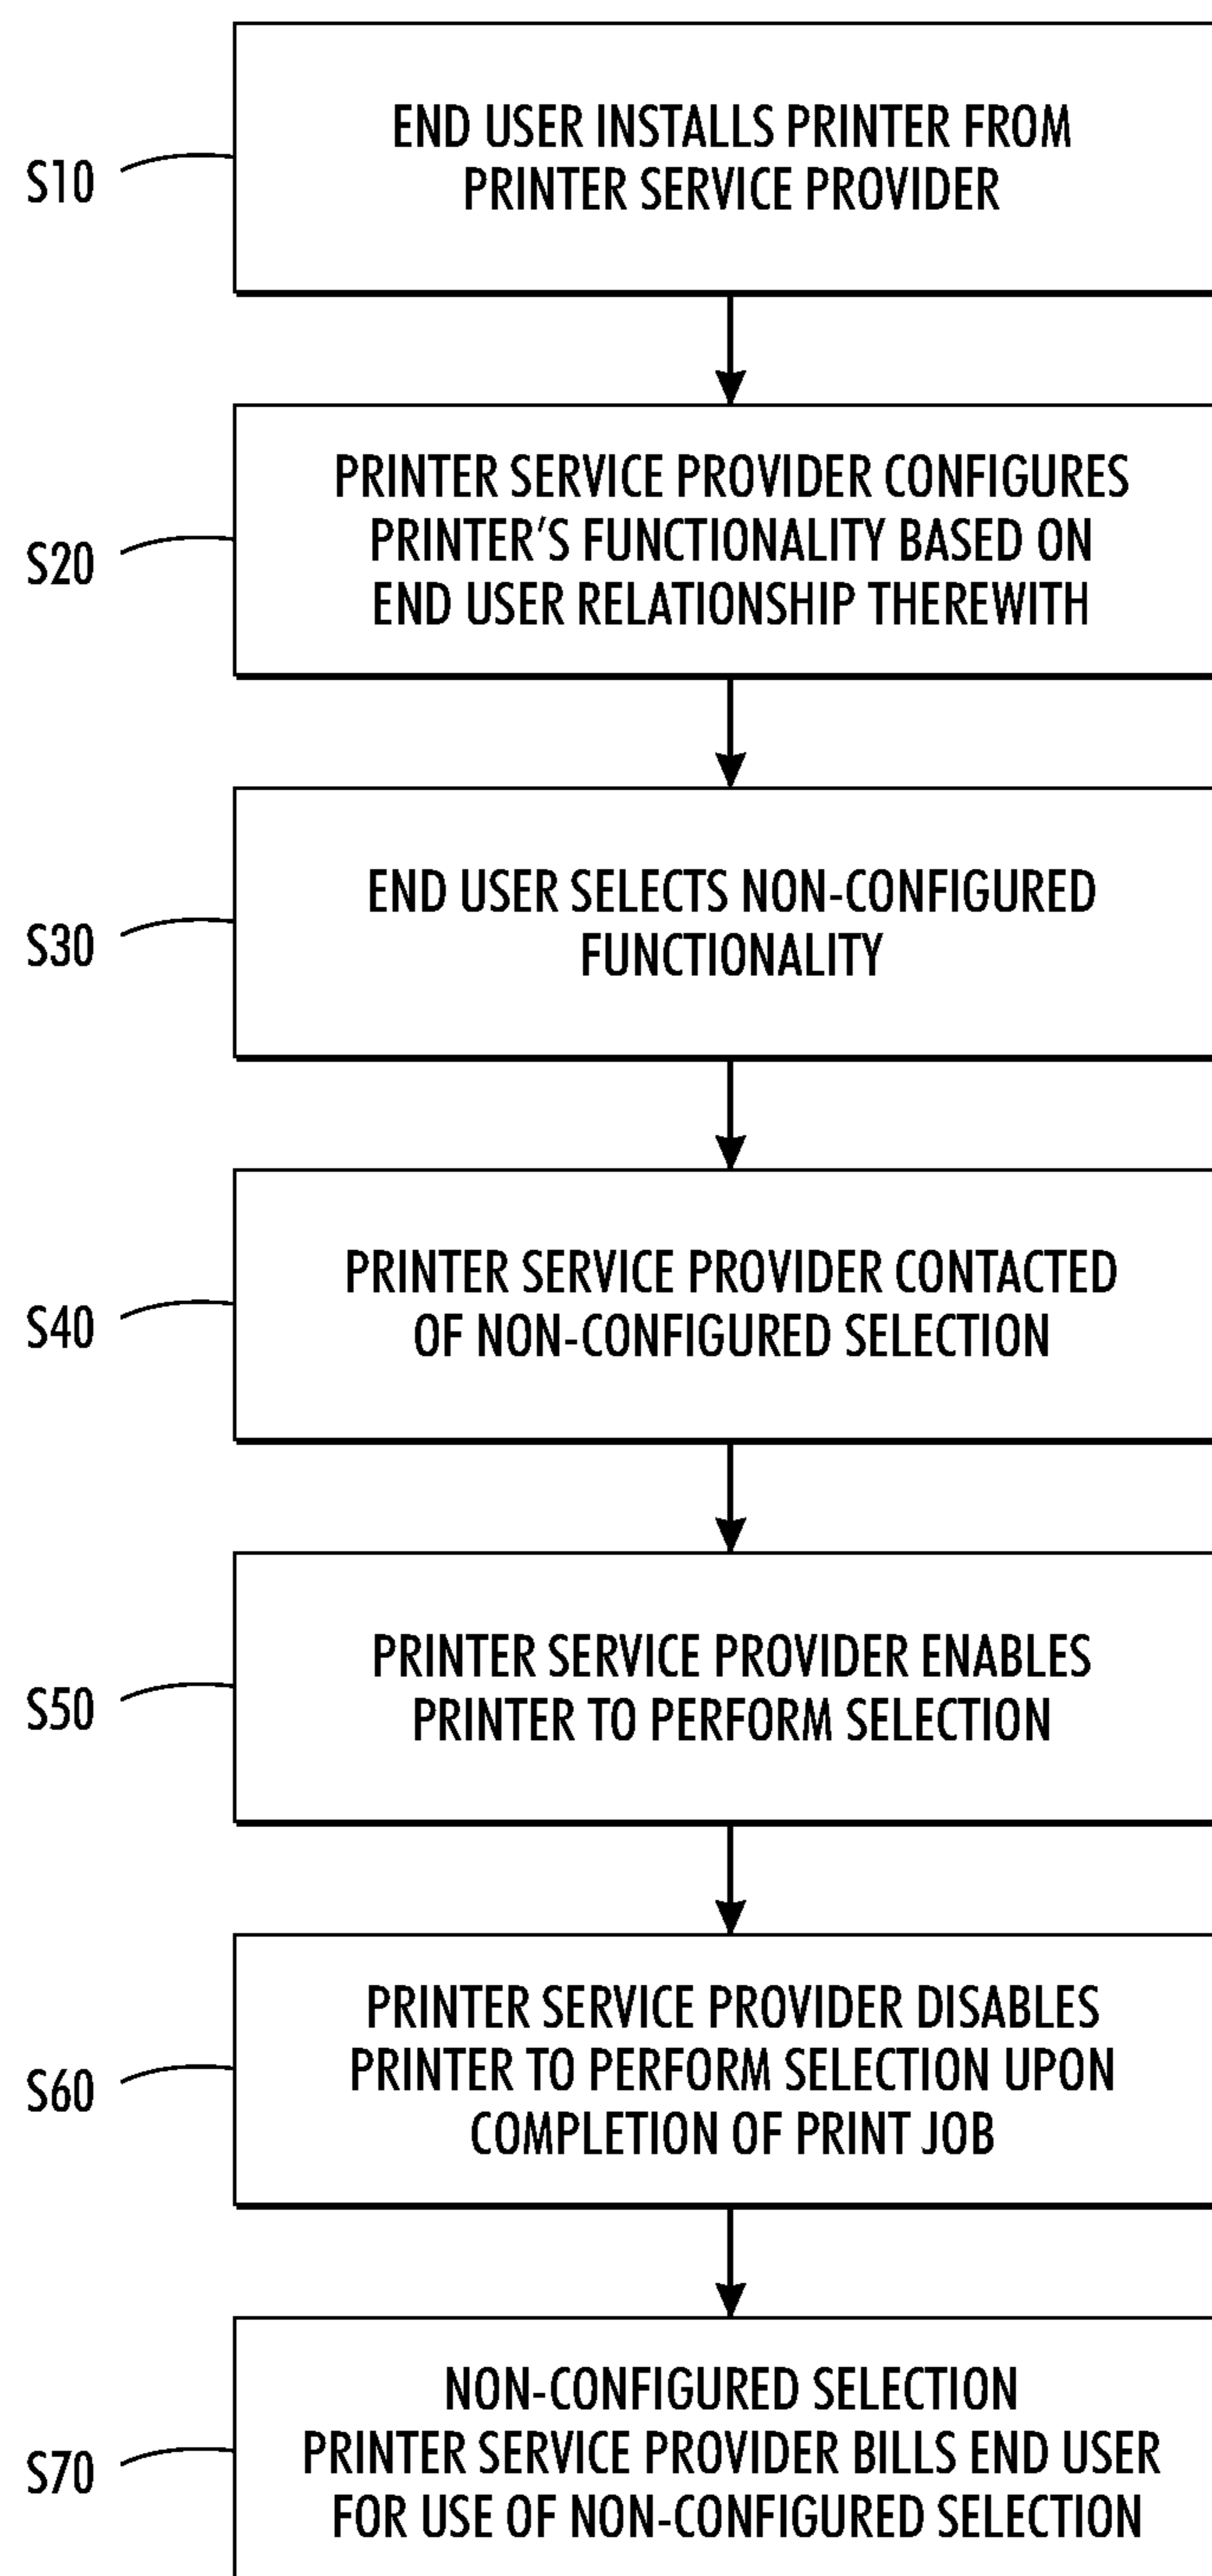 S10
END USER INSTALLS PRINTER FROM
PRINTER SERVICE PROVIDER
S20
PRINTER SERVICE PROVIDER CONFIGURES
PRINTER'S FUNCTIONALITY BASED ON
END USER RELATIONSHIP THEREWITH
S30
END USER SELECTS NON-CONFIGURED
FUNCTIONALITY
S40
PRINTER SERVICE PROVIDER CONTACTED
OF NON-CONFIGURED SELECTION
S50
PRINTER SERVICE PROVIDER ENABLES
PRINTER TO PERFORM SELECTION
S60
PRINTER SERVICE PROVIDER DISABLES
PRINTER TO PERFORM SELECTION UPON
COMPLETION OF PRINT JOB
S70
NON-CONFIGURED SELECTION
PRINTER SERVICE PROVIDER BILLS END USER
FOR USE OF NON-CONFIGURED SELECTION